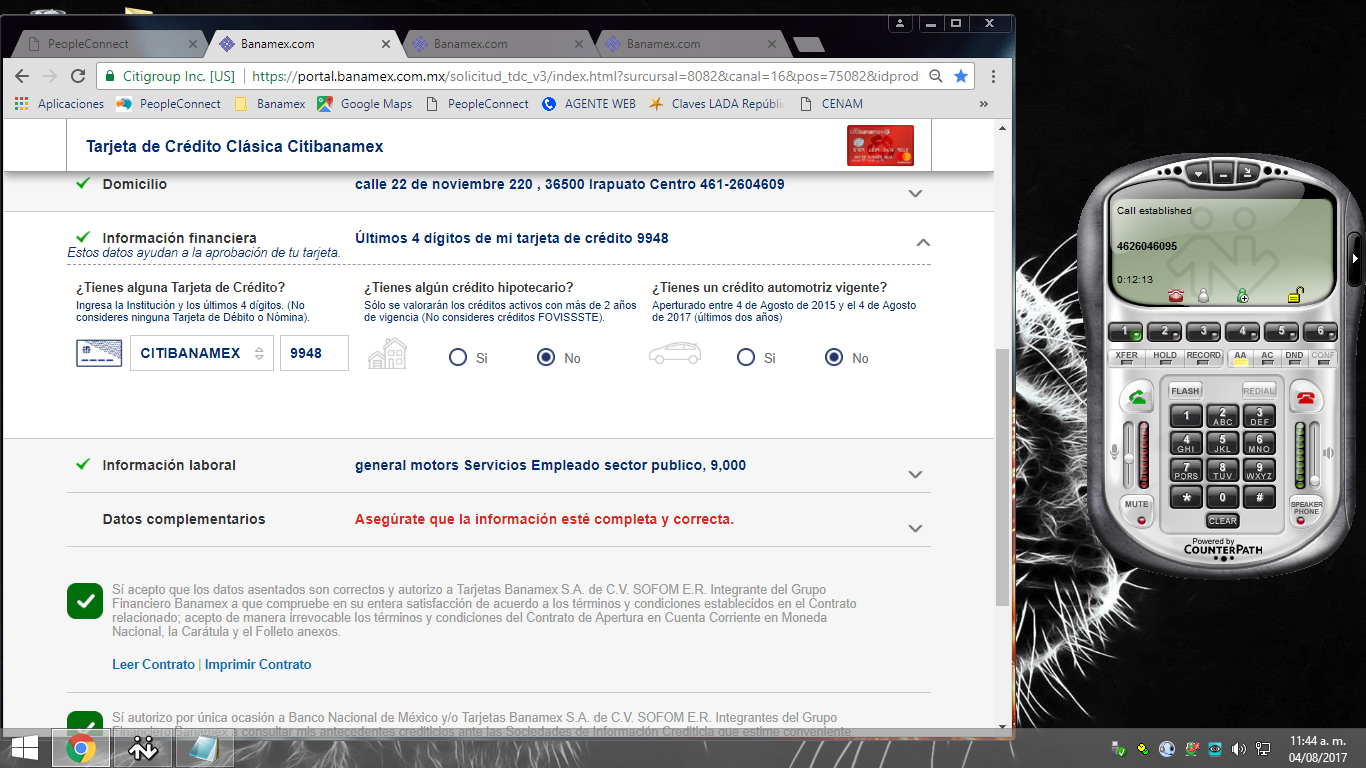 PeopleConnect
Banamex.com
Banamex.com
Banamex.com
Citigroup Inc. [US]
https://portal.banamex.com.mx/solicitud_tdc_v3/index.html?surcursal=8082&canal=16&pos=75082&idprod
Aplicaciones
PeopleConnect
Banamex
Google Maps
PeopleConnect
AGENTE WEB
Claves LADA Repúblic
CENAM
»
Tarjeta de Crédito Clásica Citibanamex
citibanamex
Domicilio
calle 22 de noviembre 220 , 36500 Irapuato Centro 461-2604609
Información financiera
Últimos 4 dígitos de mi tarjeta de crédito 9948
Estos datos ayudan a la aprobación de tu tarjeta.
¿Tienes alguna Tarjeta de Crédito?
Ingresa la Institución y los últimos 4 dígitos. (No
consideres ninguna Tarjeta de Débito o Nómina).
CITIBANAMEX
9948
¿Tienes algún crédito hipotecario?
Sólo se valorarán los créditos activos con más de 2 años
de vigencia (No consideres créditos FOVISSSTE).
Si
No
¿Tienes un crédito automotriz vigente?
Aperturado entre 4 de Agosto de 2015 y el 4 de Agosto
de 2017 (últimos dos años)
Si
No
Información laboral
general motors Servicios Empleado sector publico, 9,000
Datos complementarios
Asegúrate que la información esté completa y correcta.
Sí acepto que los datos asentados son correctos y autorizo a Tarjetas Banamex S.A. de C.V. SOFOM E.R. Integrante del Grupo
Financiero Banamex a que compruebe en su entera satisfacción de acuerdo a los términos y condiciones establecidos en el Contrato
relacionado; acepto de manera irrevocable los términos y condiciones del Contrato de Apertura en Cuenta Corriente en Moneda
Nacional, la Carátula y el Folleto anexos.
Leer Contrato | Imprimir Contrato
Sí autorizo por única ocasión a Banco Nacional de México y/o Tarjetas Banamex S.A. de C.V. SOFOM E.R. Integrantes del Grupo
Financiero Banamex a consultar mis antecedentes crediticios ante las Sociedades de Información Crediticia que estime conveniente.
Call established
4626046095
0:12:13
1 2 3 4 5 6
XFER HOLD RECORD AA AC DND CONF
FLASH
REDIAL
1
2 ABC
3 DEF
4 GHI
5 JKL
6 MNO
7 PQRS
8 TUV
9 WXYZ
* 0 #
MUTE
CLEAR
SPEAKER
PHONE
Powered by
COUNTERPATH
11:44 a. m.
04/08/2017